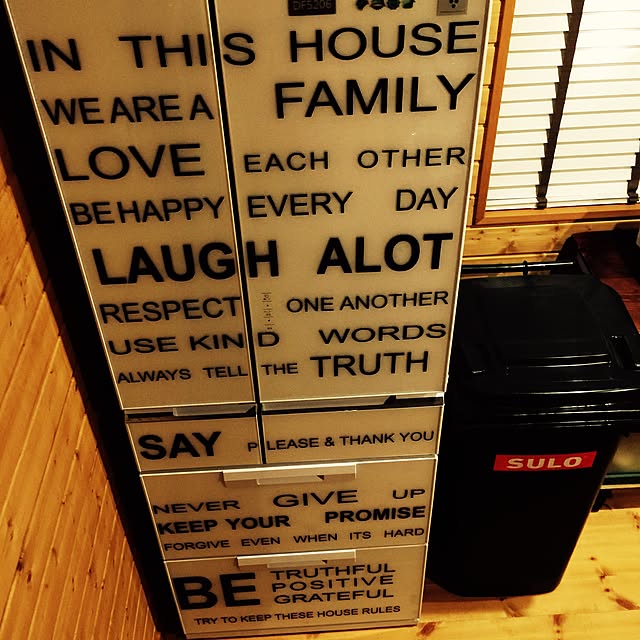 DF5206
IN THIS HOUSE
WE ARE A FAMILY
LOVE EACH OTHER
BE HAPPY EVERY DAY
LAUGH ALOT
RESPECT ONE ANOTHER
USE KIND WORDS
ALWAYS TELL THE TRUTH
SAY PLEASE & THANK YOU
NEVER GIVE UP
KEEP YOUR PROMISE
FORGIVE EVEN WHEN ITS HARD
BE TRUTHFUL
POSITIVE
GRATEFUL
TRY TO KEEP THESE HOUSE RULES
SULO